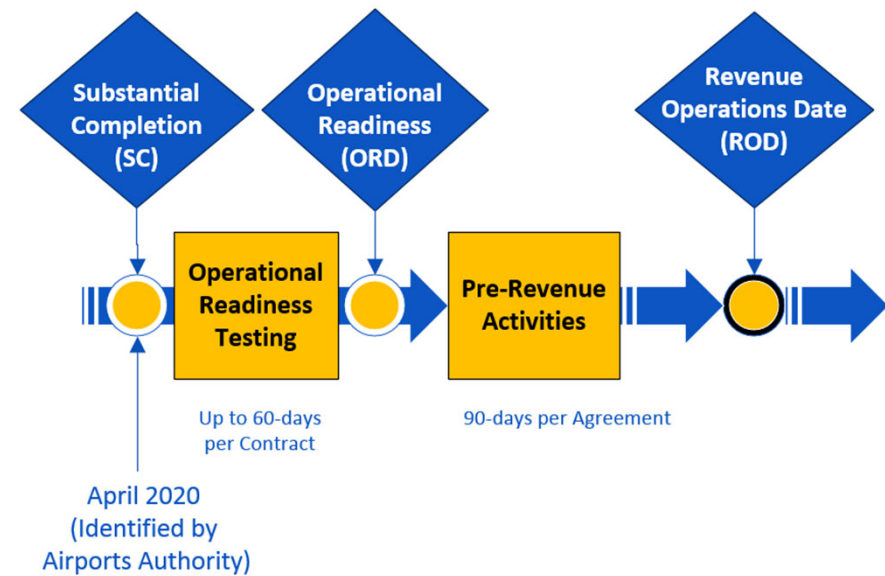 Substantial
Completion
(SC)
Operational
Readiness
(ORD)
Revenue
Operations Date
(ROD)
Operational
Readiness
Testing
Pre-Revenue
Activities
Up to 60-days
per Contract
90-days per Agreement
April 2020
(Identified by
Airports Authority)